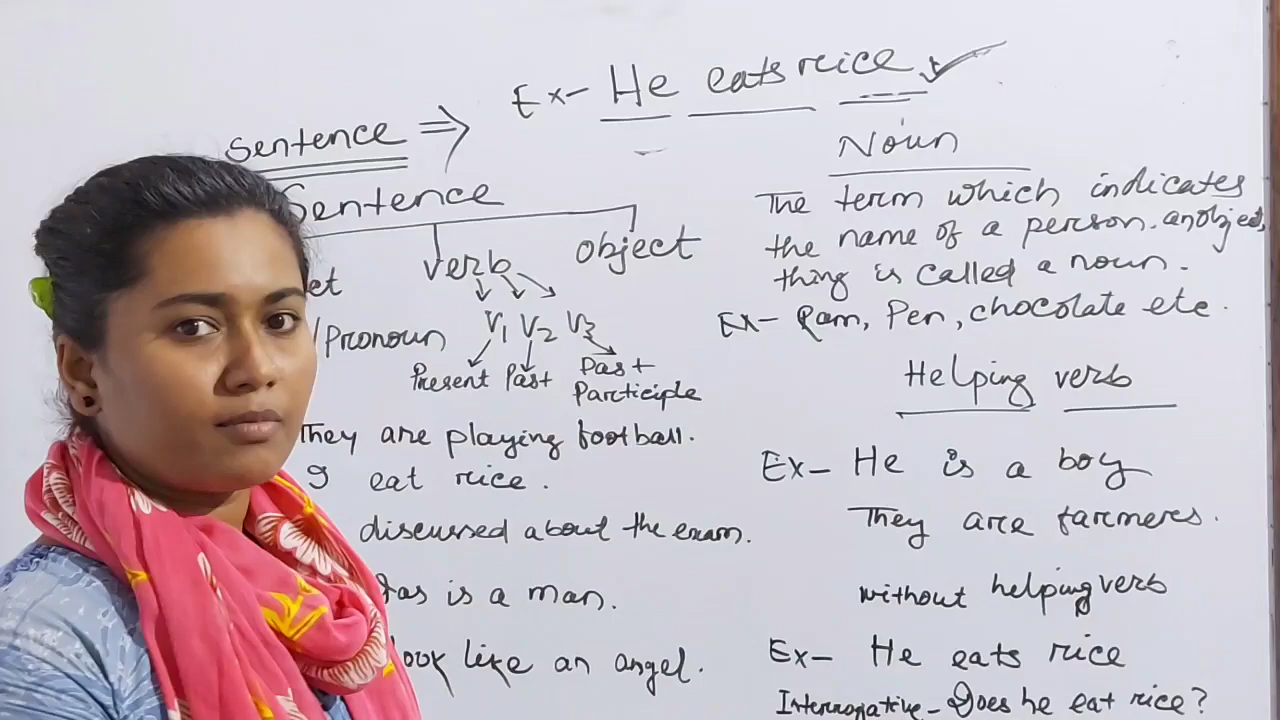 Sentence ⇒ Ex- He eats rice ✓
Sentence
Verb
object
/Pronoun
V1 V2 V3
Present Past Past Participle
They are playing football.
I eat rice.
discussed about the exam.
is a man.
look like an angel.
Noun
The term which indicates
the name of a person, an object,
thing is called a noun.
Ex- Ram, Pen, chocolate etc.
Helping verb
Ex- He is a boy
They are farmers.
without helping verb
Ex- He eats rice
Interrogative - Does he eat rice?